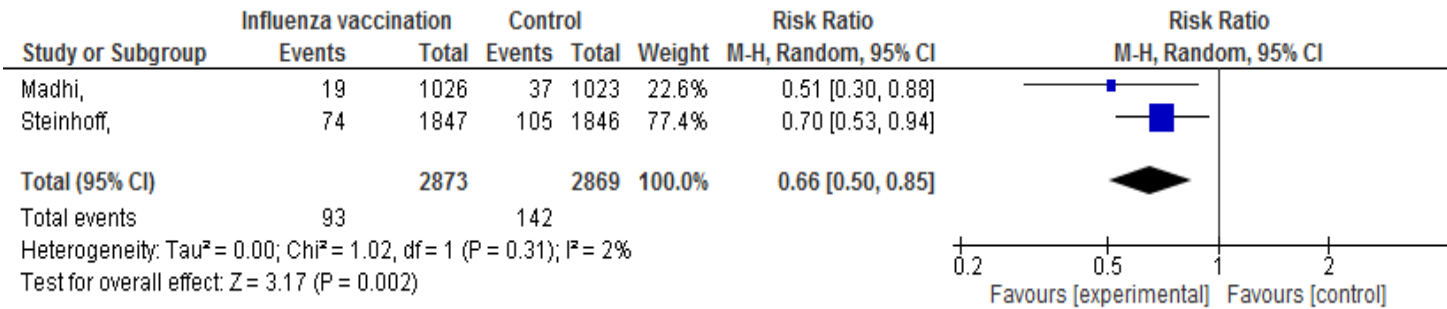 Influenza vaccination Control Risk Ratio Risk Ratio
Study or Subgroup Events Total Events Total Weight M-H, Random, 95% CI M-H, Random, 95% CI
Madhi, 19 1026 37 1023 22.6% 0.51 [0.30, 0.88]
Steinhoff, 74 1847 105 1846 77.4% 0.70 [0.53, 0.94]
Total (95% CI) 2873 2869 100.0% 0.66 [0.50, 0.85]
Total events 93 142
Heterogeneity: Tau² = 0.00; Chi² = 1.02, df = 1 (P = 0.31); I² = 2%
Test for overall effect: Z = 3.17 (P = 0.002)
0.2 0.5 1 2
Favours [experimental] Favours [control]